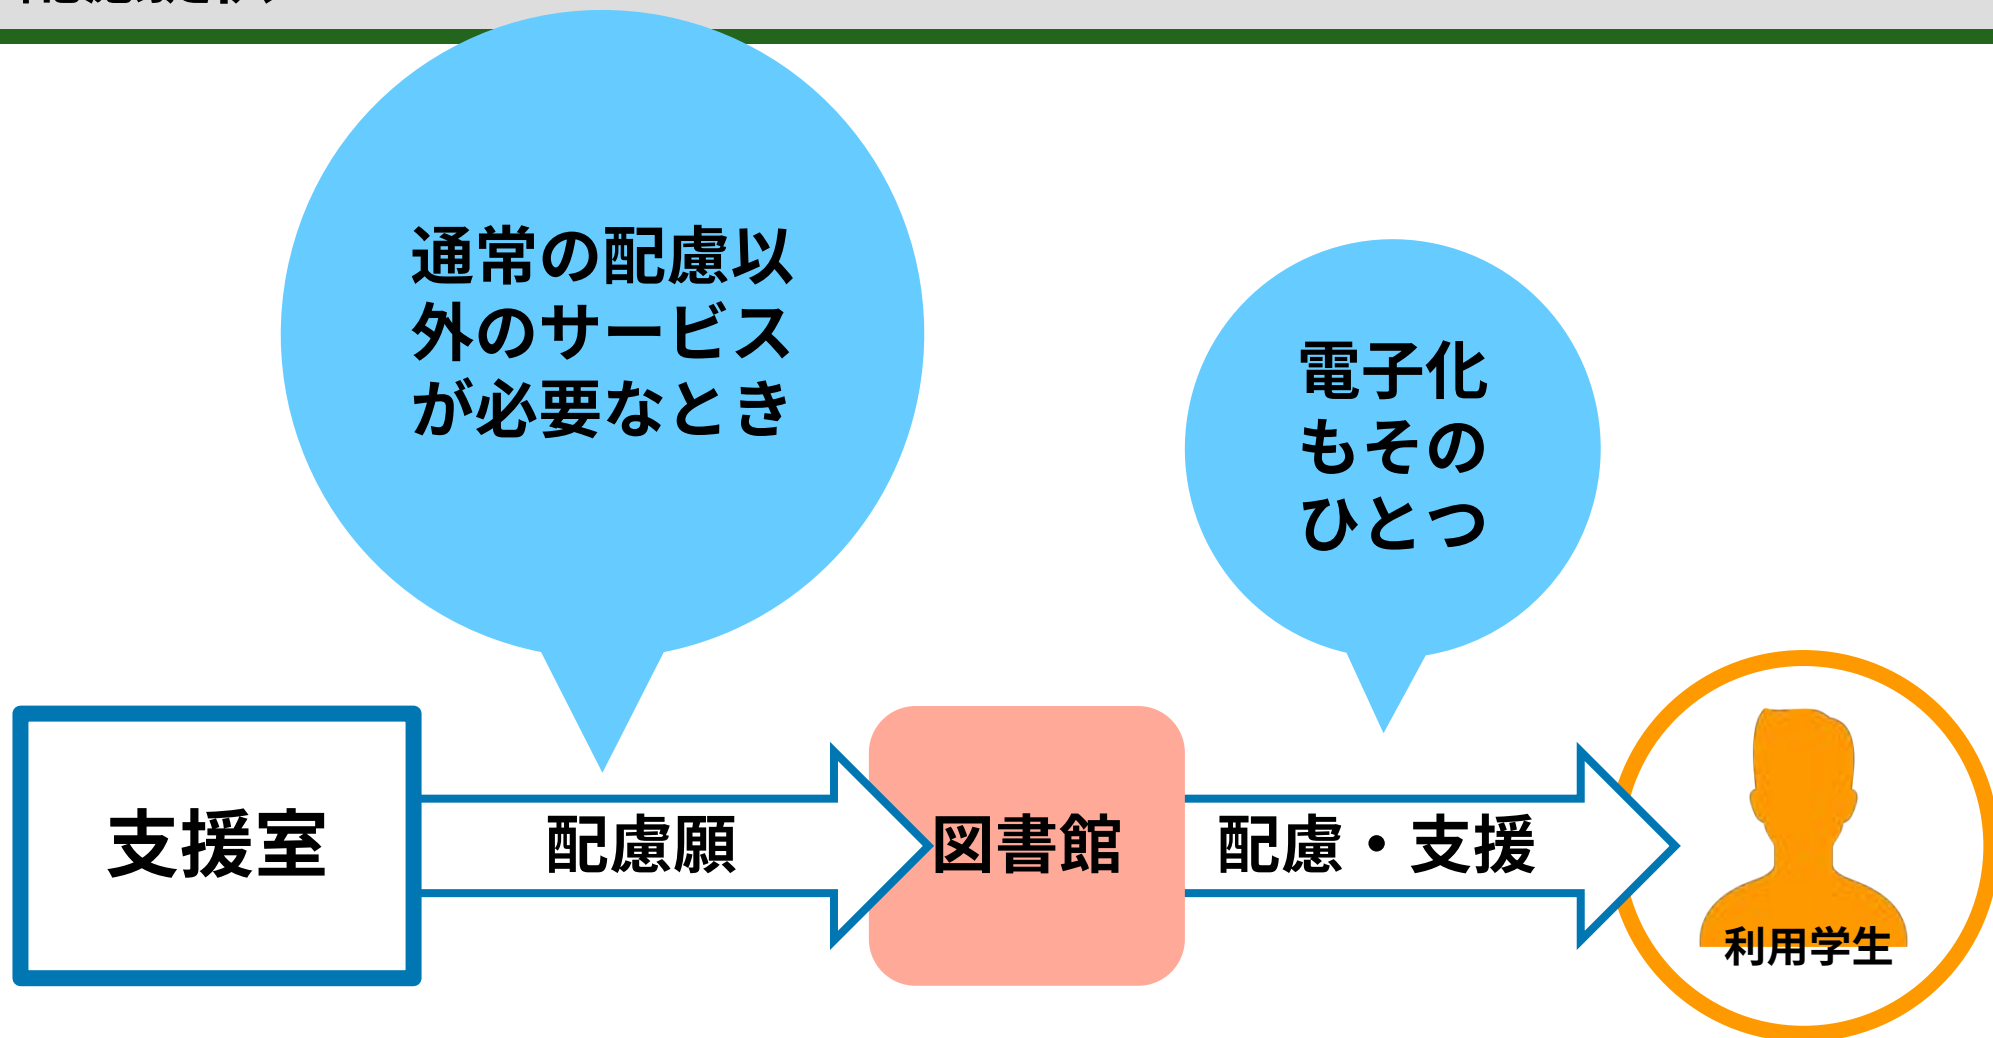 通常の配慮以
外のサービス
が必要なとき
電子化
もその
ひとつ
支援室
配慮願
図書館
配慮・支援
利用学生